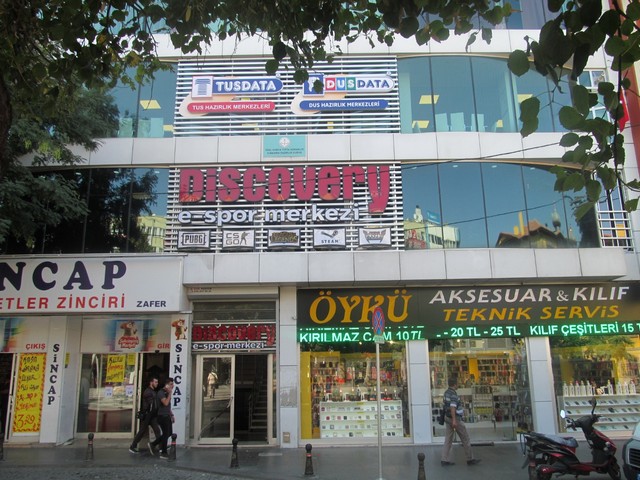 TUSDATA
TUS HAZIRLIK MERKEZLERİ
DUSDATA
DUS HAZIRLIK MERKEZLERİ
Discovery
e-spor merkezi
PUBG
CS GO
STEAM
SINCAP
ETLER ZİNCİRİ ZAFER
ÇIKIŞ
SİNCAP
SİNCAP
Discovery
e-spor merkezi
ÖYKÜ
AKSESUAR & KILIF
TEKNİK SERVİS
KIRILMAZ CAM 10TL
- 20 TL - 25 TL KILIF ÇEŞİTLERİ 15